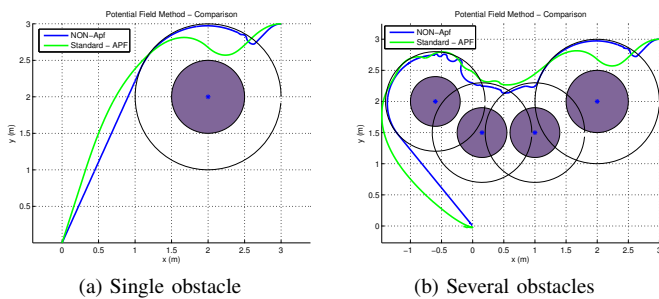 Potential Field Method – Comparison
NON-Apf
Standard - APF
3
2.5
2
1.5
1
0.5
y (m)
0
0.5
1
1.5
2
2.5
3
x (m)
(a) Single obstacle
Potential Field Method – Comparison
NON-Apf
Standard - APF
3
2.5
2
1.5
1
0.5
0
y (m)
−1
−0.5
0
0.5
1
1.5
2
2.5
3
x (m)
(b) Several obstacles